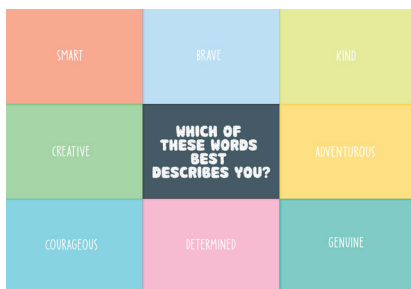 SMART
BRAVE
KIND
CREATIVE
WHICH OF
THESE WORDS
BEST
DESCRIBES YOU?
ADVENTUROUS
COURAGEOUS
DETERMINED
GENUINE